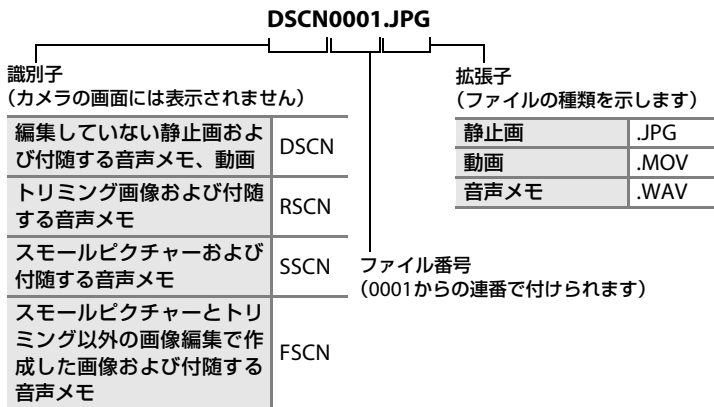 DSCN0001.JPG
識別子
（カメラの画面には表示されません）
編集していない静止画およ
び付随する音声メモ、動画
DSCN
トリミング画像および付随
する音声メモ
RSCN
スモールピクチャーおよび
付随する音声メモ
SSCN
スモールピクチャーとトリ
ミング以外の画像編集で作
成した画像および付随する
音声メモ
FSCN
ファイル番号
（0001からの連番で付けられます）
拡張子
（ファイルの種類を示します）
静止画 .JPG
動画 .MOV
音声メモ .WAV